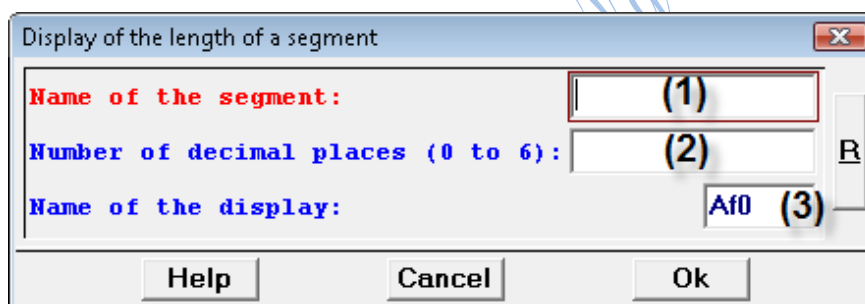 Display of the length of a segment
Name of the segment: (1)
Number of decimal places (0 to 6): (2)
R
Name of the display: Af0 (3)
Help Cancel Ok